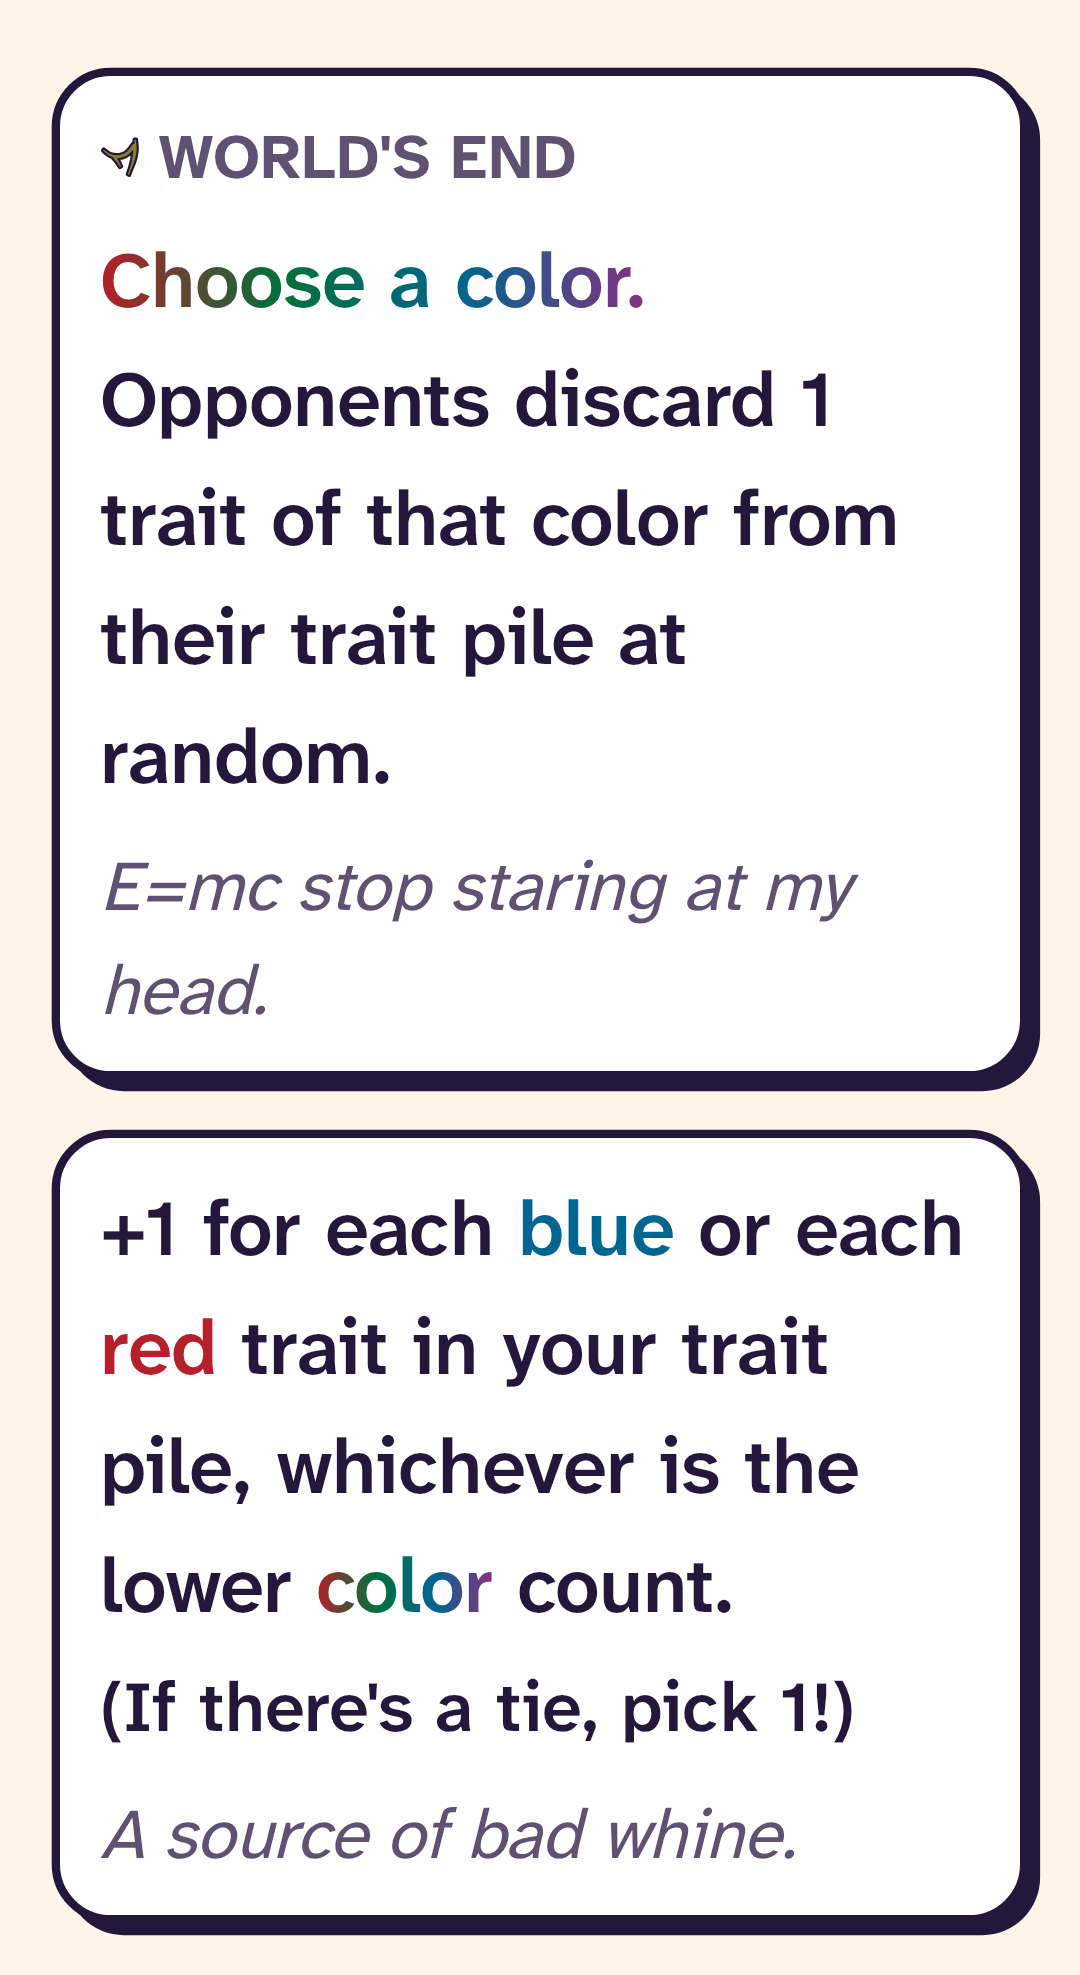 WORLD'S END
Choose a color.
Opponents discard 1
trait of that color from
their trait pile at
random.
E=mc stop staring at my
head.
+1 for each blue or each
red trait in your trait
pile, whichever is the
lower color count.
(If there's a tie, pick 1!)
A source of bad whine.